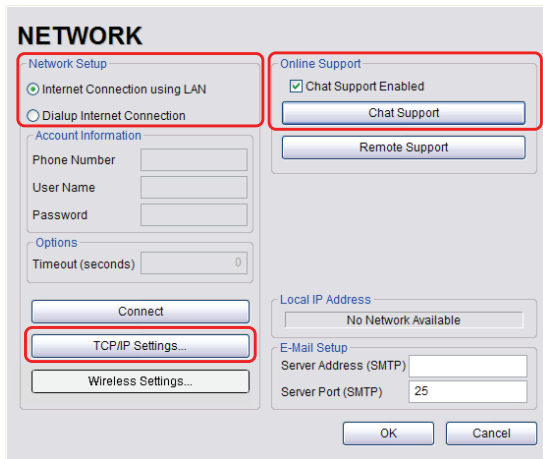 NETWORK
Network Setup
Internet Connection using LAN
Dialup Internet Connection
Account Information
Phone Number
User Name
Password
Options
Timeout (seconds) 0
Connect
TCP/IP Settings...
Wireless Settings...
Online Support
Chat Support Enabled
Chat Support
Remote Support
Local IP Address
No Network Available
E-Mail Setup
Server Address (SMTP)
Server Port (SMTP) 25
OK Cancel